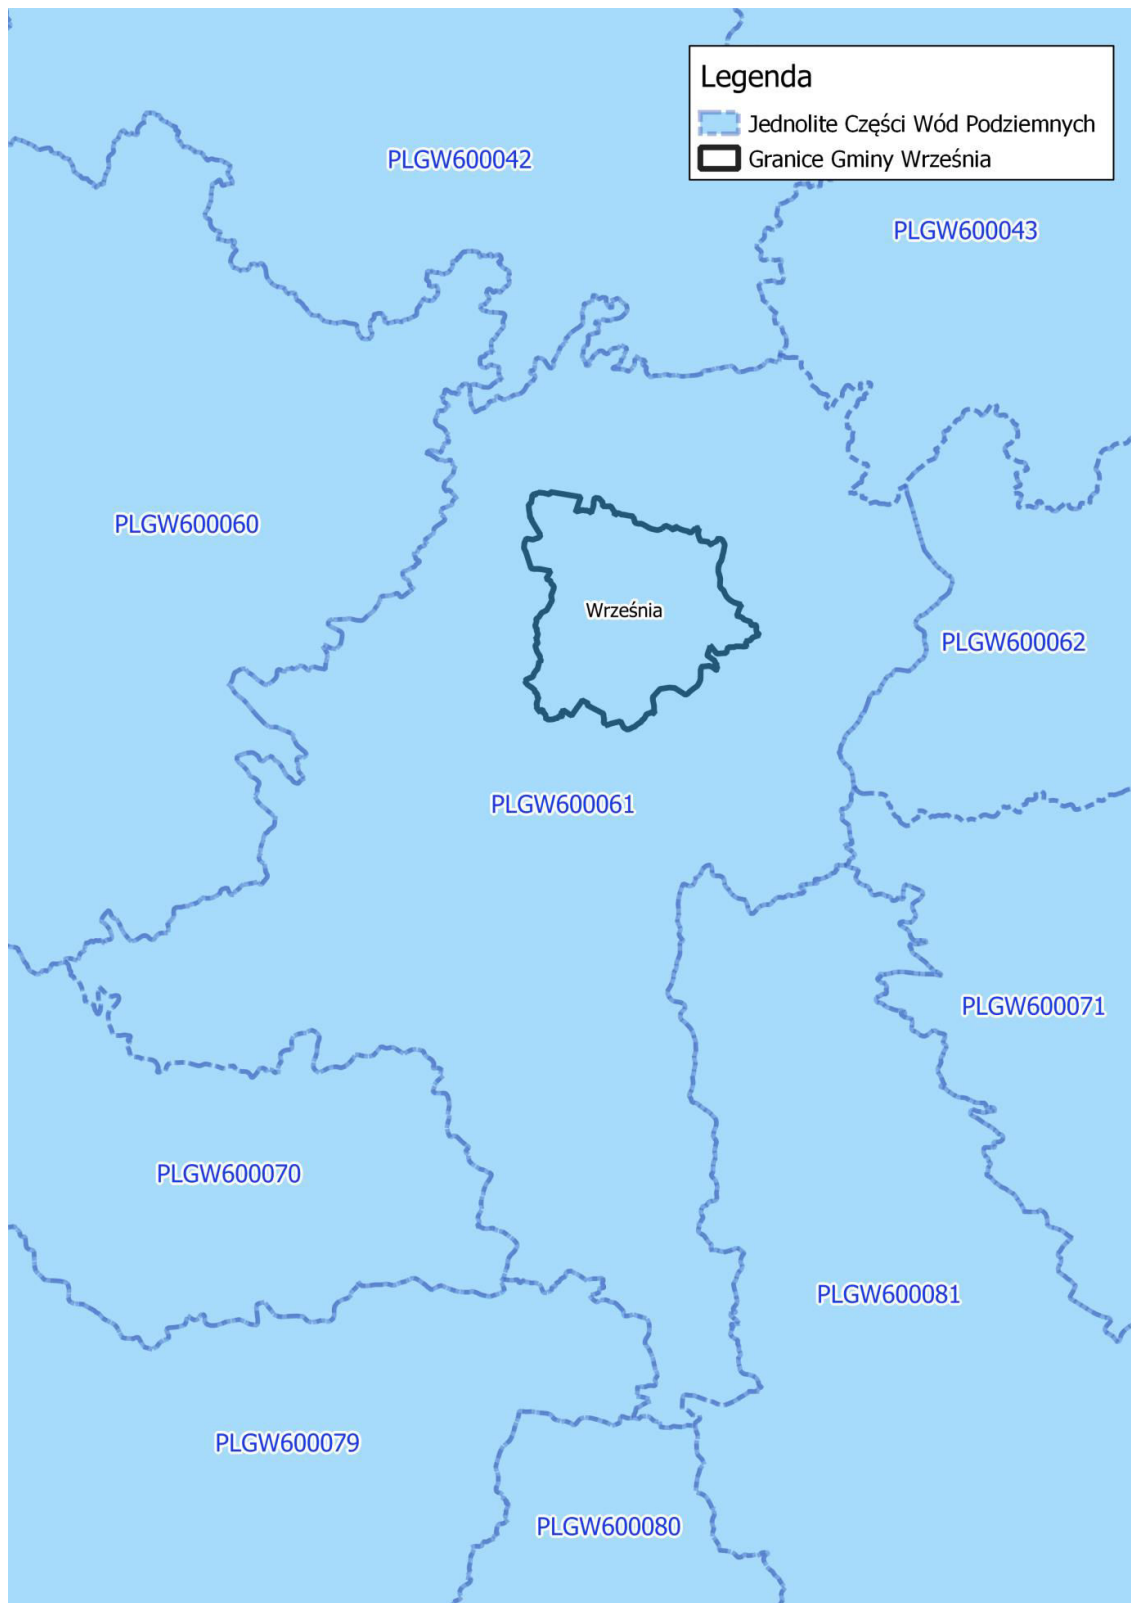 Legenda
Jednolite Części Wód Podziemnych
Granice Gminy Września
PLGW600042
PLGW600043
PLGW600060
Września
PLGW600062
PLGW600061
PLGW600071
PLGW600070
PLGW600081
PLGW600079
PLGW600080